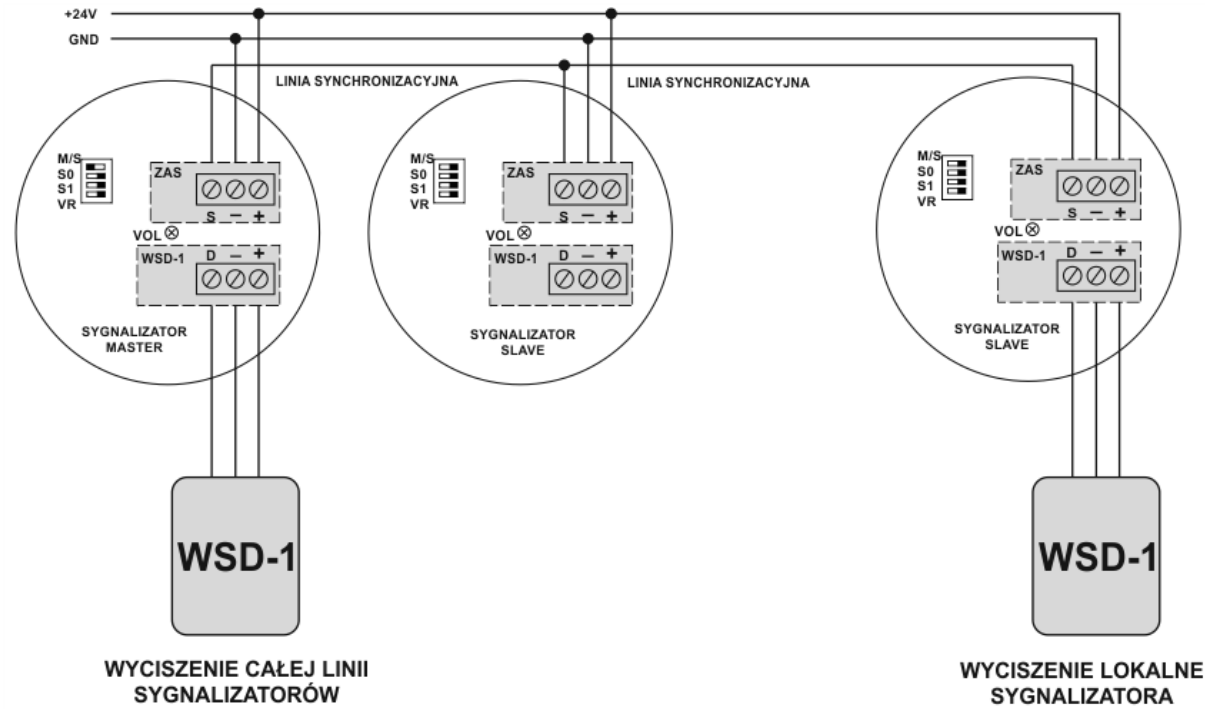 +24V
GND
LINIA SYNCHRONIZACYJNA
LINIA SYNCHRONIZACYJNA
M/S
S0
S1
VR
ZAS
S – +
VOL
WSD-1
D – +
SYGNALIZATOR
MASTER
M/S
S0
S1
VR
ZAS
S – +
VOL
WSD-1
D – +
SYGNALIZATOR
SLAVE
M/S
S0
S1
VR
ZAS
S – +
VOL
WSD-1
D – +
SYGNALIZATOR
SLAVE
WSD-1
WYCISZENIE CAŁEJ LINII
SYGNALIZATORÓW
WSD-1
WYCISZENIE LOKALNE
SYGNALIZATORA